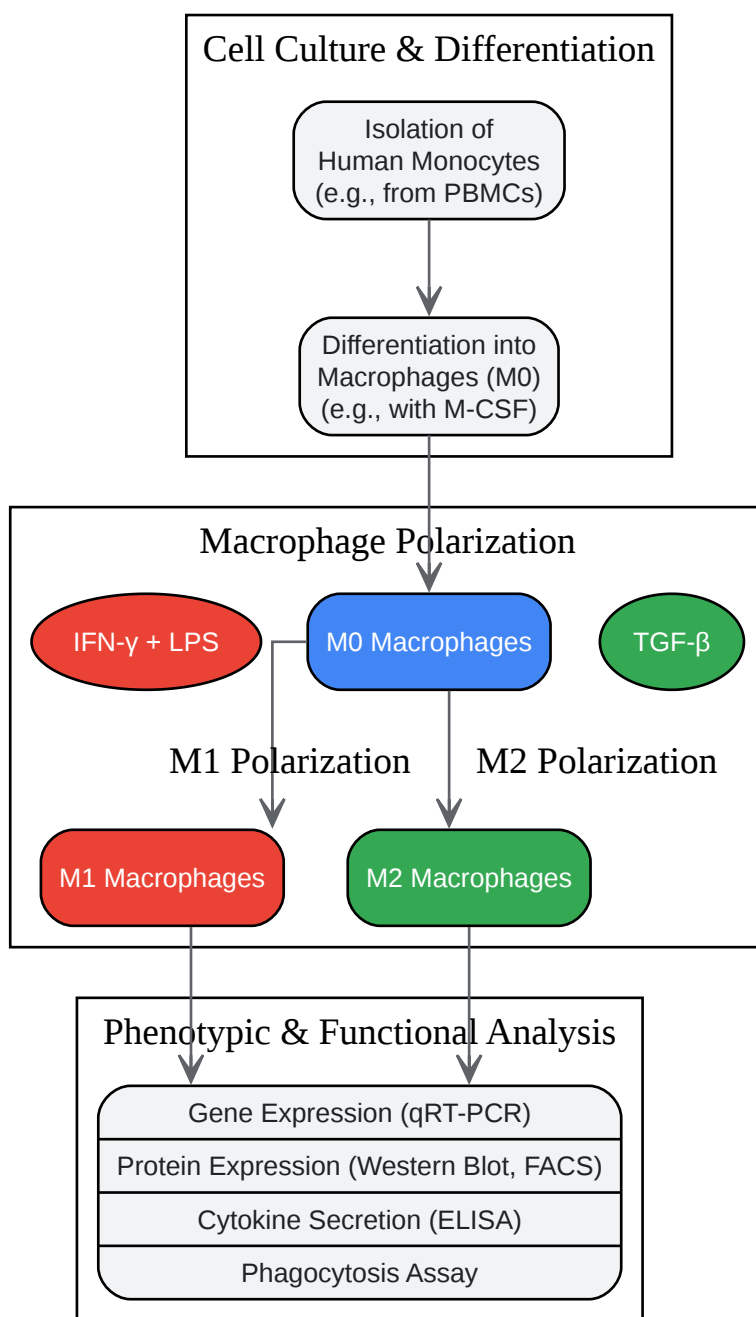 Cell Culture & Differentiation
Isolation of
Human Monocytes
(e.g., from PBMCs)
Differentiation into
Macrophages (M0)
(e.g., with M-CSF)
Macrophage Polarization
IFN-γ + LPS
M0 Macrophages
TGF-β
M1 Polarization
M2 Polarization
M1 Macrophages
M2 Macrophages
Phenotypic & Functional Analysis
Gene Expression (qRT-PCR)
Protein Expression (Western Blot, FACS)
Cytokine Secretion (ELISA)
Phagocytosis Assay